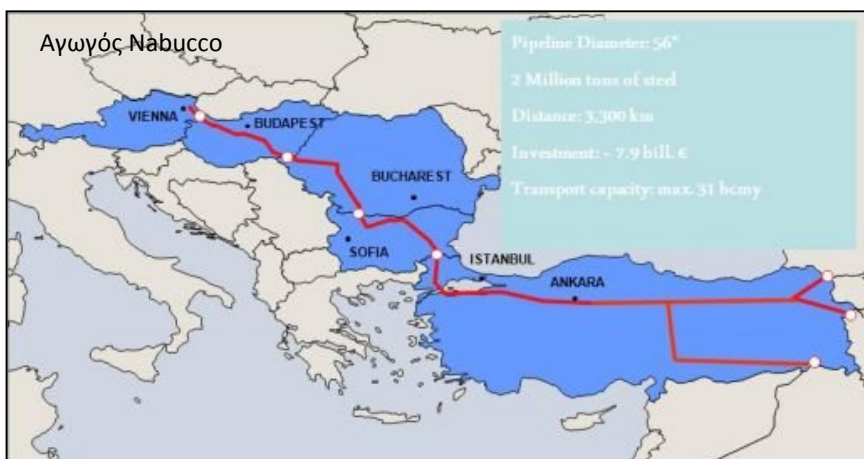 Αγωγός Nabucco
Pipeline Diameter: 56"
2 Million tons of steel
Distance: 3,300 km
Investment: ~ 7.9 bill. €
Transport capacity: max. 31 bcmy
VIENNA
BUDAPEST
BUCHAREST
SOFIA
ISTANBUL
ANKARA